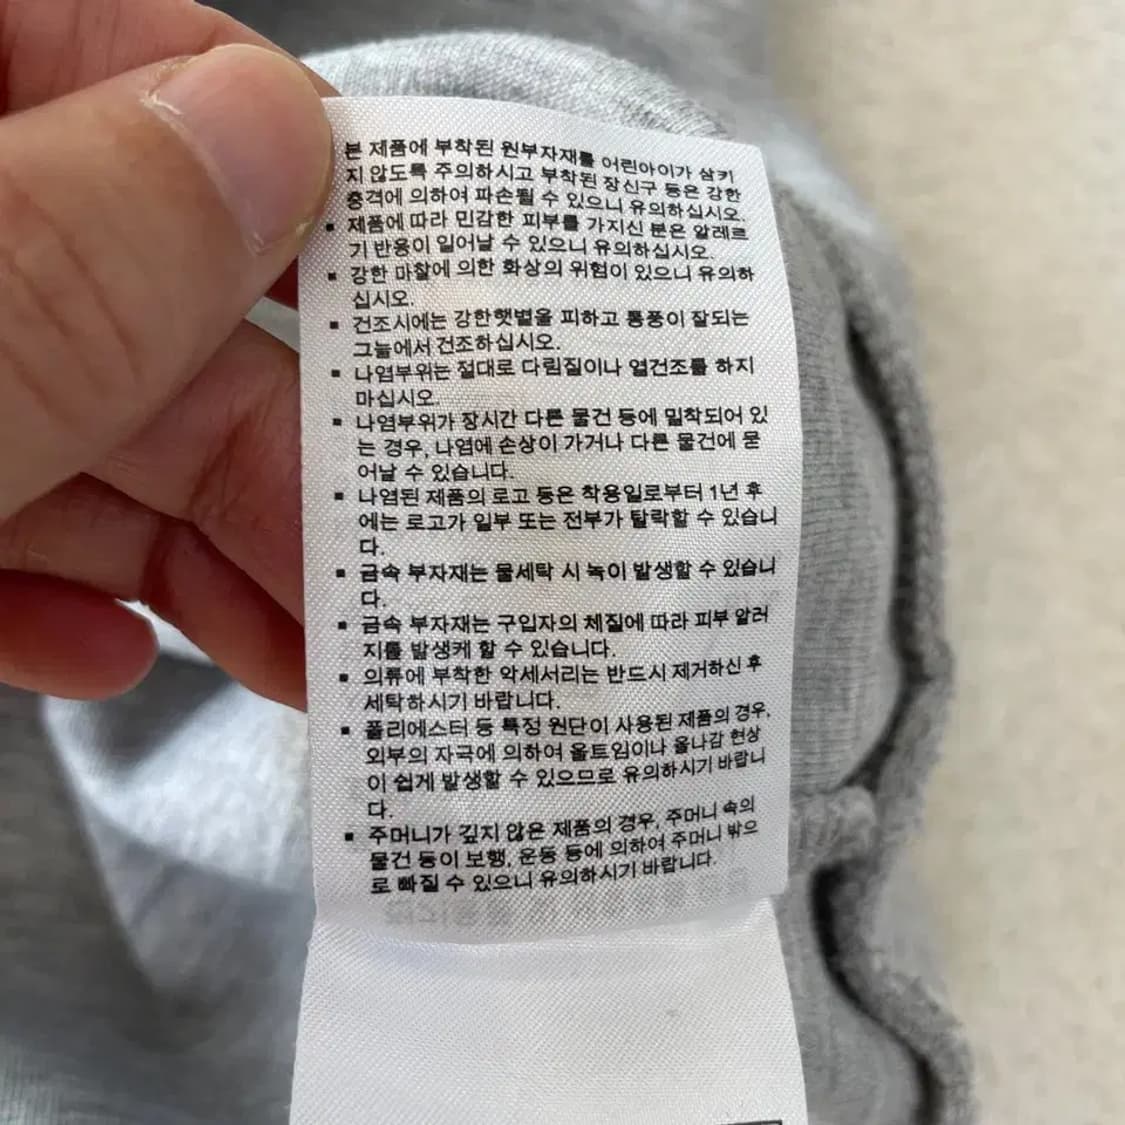 본 제품에 부착된 원부자재를 어린아이가 삼키
지 않도록 주의하시고 부착된 장신구 등은 강한
충격에 의하여 파손될 수 있으니 유의하십시오.
▪ 제품에 따라 민감한 피부를 가지신 분은 알레르
기 반응이 일어날 수 있으니 유의하십시오.
▪ 강한 마찰에 의한 화상의 위험이 있으니 유의하
십시오.
▪ 건조시에는 강한햇볕을 피하고 통풍이 잘되는
그늘에서 건조하십시오.
▪ 나염부위는 절대로 다림질이나 열건조를 하지
마십시오.
▪ 나염부위가 장시간 다른 물건 등에 밀착되어 있
는 경우, 나염에 손상이 가거나 다른 물건에 묻
어날 수 있습니다.
▪ 나염된 제품의 로고 등은 착용일로부터 1년 후
에는 로고가 일부 또는 전부가 탈락할 수 있습니
다.
▪ 금속 부자재는 물세탁 시 녹이 발생할 수 있습니
다.
▪ 금속 부자재는 구입자의 체질에 따라 피부 알러
지를 발생케 할 수 있습니다.
▪ 의류에 부착한 악세서리는 반드시 제거하신 후
세탁하시기 바랍니다.
▪ 폴리에스터 등 특정 원단이 사용된 제품의 경우,
외부의 자극에 의하여 올트임이나 올나감 현상
이 쉽게 발생할 수 있으므로 유의하시기 바랍니
다.
▪ 주머니가 깊지 않은 제품의 경우, 주머니 속의
물건 등이 보행, 운동 등에 의하여 주머니 밖으
로 빠질 수 있으니 유의하시기 바랍니다.